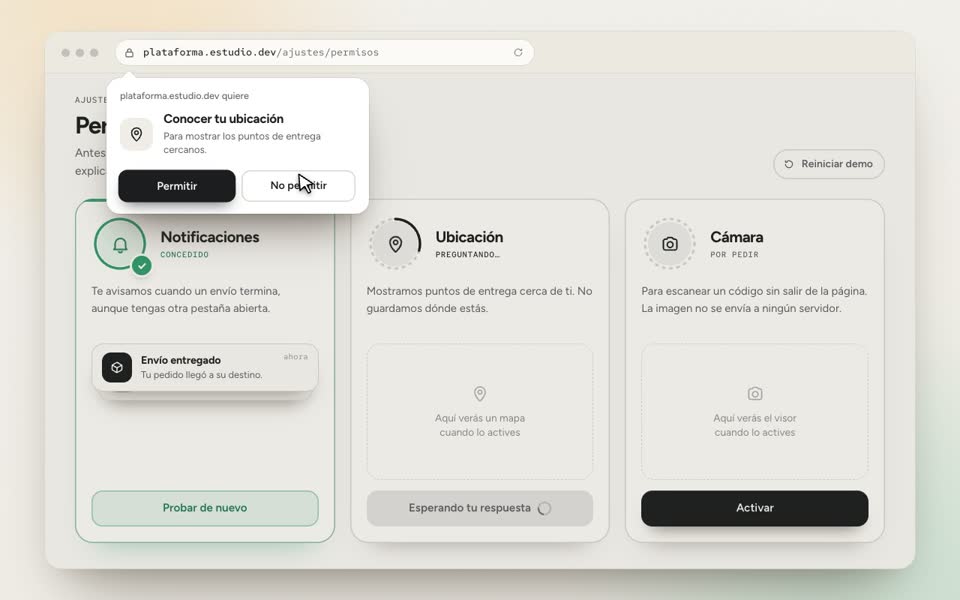 plataforma.estudio.dev/ajustes/permisos
plataforma.estudio.dev quiere
Conocer tu ubicación
Para mostrar los puntos de entrega
cercanos.
Permitir
No permitir
Reiniciar demo
Notificaciones
CONCEDIDO
Te avisamos cuando un envío termina,
aunque tengas otra pestaña abierta.
Envío entregado
ahora
Tu pedido llegó a su destino.
Probar de nuevo
Ubicación
PREGUNTANDO…
Mostramos puntos de entrega cerca de ti. No
guardamos dónde estás.
Aquí verás un mapa
cuando lo actives
Esperando tu respuesta
Cámara
POR PEDIR
Para escanear un código sin salir de la página.
La imagen no se envía a ningún servidor.
Aquí verás el visor
cuando lo actives
Activar